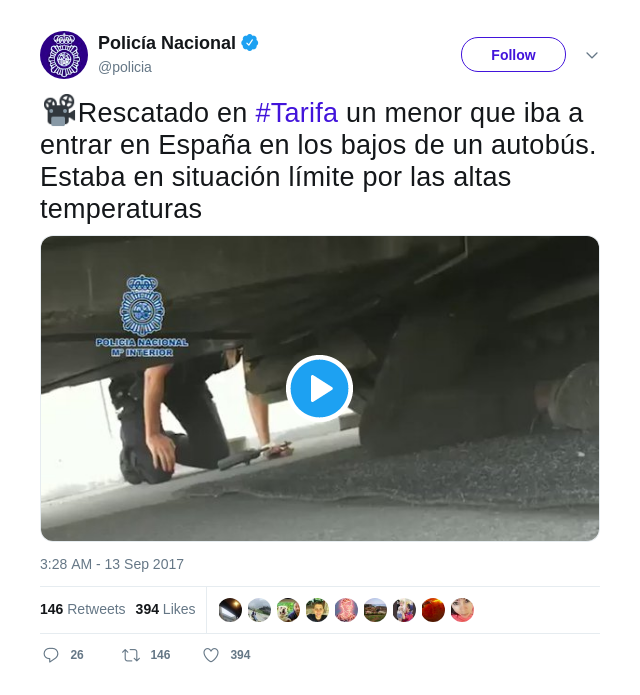 Policía Nacional
@policia
Follow
Rescatado en #Tarifa un menor que iba a
entrar en España en los bajos de un autobús.
Estaba en situación límite por las altas
temperaturas
POLICIA NACIONAL
Mº INTERIOR
3:28 AM - 13 Sep 2017
146 Retweets 394 Likes
26 146 394